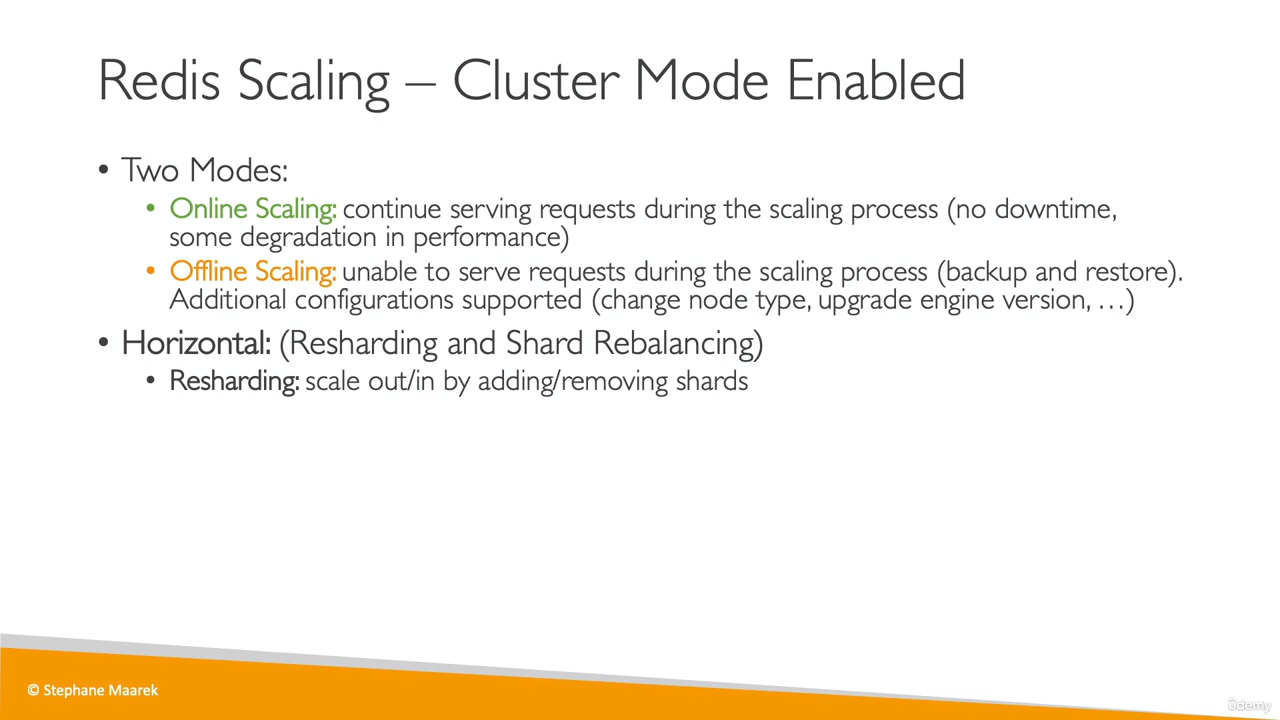 Redis Scaling – Cluster Mode Enabled
• Two Modes:
• Online Scaling: continue serving requests during the scaling process (no downtime,
some degradation in performance)
• Offline Scaling: unable to serve requests during the scaling process (backup and restore).
Additional configurations supported (change node type, upgrade engine version, …)
• Horizontal: (Resharding and Shard Rebalancing)
• Resharding: scale out/in by adding/removing shards
© Stephane Maarek
ûdemy